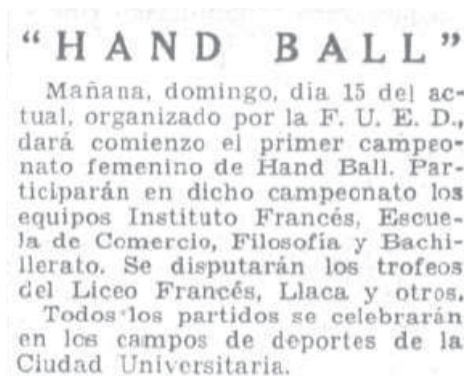 “HAND BALL”
Mañana, domingo, dia 15 del ac-
tual, organizado por la F. U. E. D.,
dará comienzo el primer campeo-
nato femenino de Hand Ball. Par-
ticiparán en dicho campeonato los
equipos Instituto Francés, Escue-
la de Comercio, Filosofía y Bachi-
llerato. Se disputarán los trofeos
del Liceo Francés, Llaca y otros.
Todos los partidos se celebrarán
en los campos de deportes de la
Ciudad Universitaria.